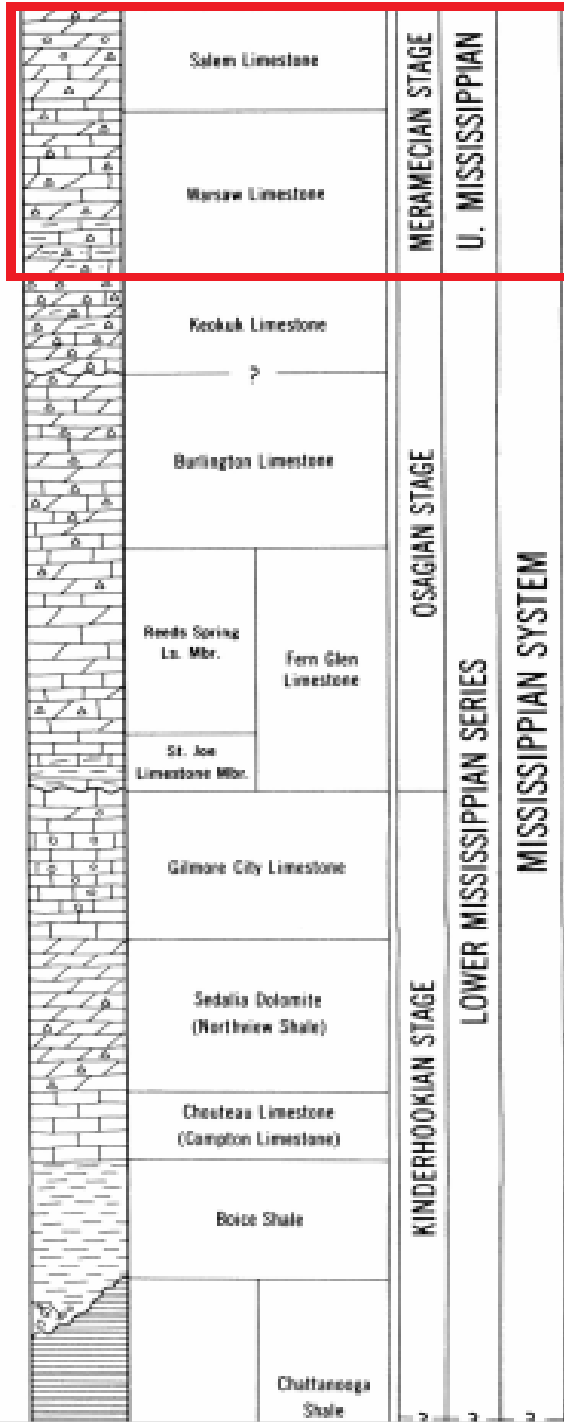 Salem Limestone
Warsaw Limestone
Keokuk Limestone
?
Burlington Limestone
Reeds Spring
Ls. Mbr.
Fern Glen
Limestone
St. Joe
Limestone Mbr.
Gilmore City Limestone
Sedalia Dolomite
(Northview Shale)
Chouteau Limestone
(Compton Limestone)
Boice Shale
Chattanooga
Shale
MERAMECIAN STAGE
OSAGIAN STAGE
KINDERHOOKIAN STAGE
?
U. MISSISSIPPIAN
LOWER MISSISSIPPIAN SERIES
?
MISSISSIPPIAN SYSTEM
?